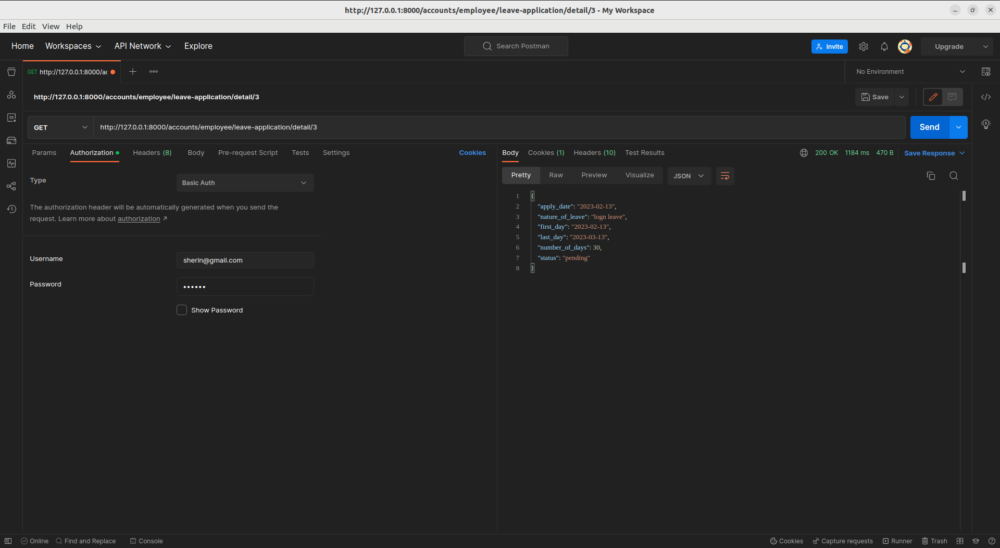 http://127.0.0.1:8000/accounts/employee/leave-application/detail/3 - My Workspace
File Edit View Help
Home Workspaces API Network Explore Search Postman Invite Upgrade
GET http://127.0.0.1:8000/ac No Environment
http://127.0.0.1:8000/accounts/employee/leave-application/detail/3 Save
GET http://127.0.0.1:8000/accounts/employee/leave-application/detail/3 Send
Params Authorization Headers (8) Body Pre-request Script Tests Settings Cookies
Body Cookies (1) Headers (10) Test Results 200 OK 1184 ms 470 B Save Response
Type Basic Auth
The authorization header will be automatically generated when you send the
request. Learn more about authorization ↗
Username sherin@gmail.com
Password ••••••
Show Password
Pretty Raw Preview Visualize JSON
1 {
2 "apply_date": "2023-02-13",
3 "nature_of_leave": "logn leave",
4 "first_day": "2023-02-13",
5 "last_day": "2023-03-13",
6 "number_of_days": 30,
7 "status": "pending"
8 }
Online Find and Replace Console Cookies Capture requests Runner Trash